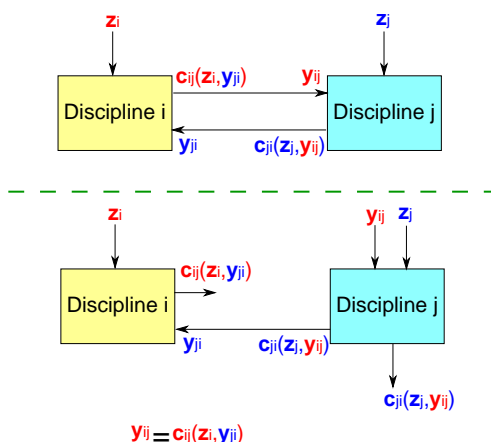 zi zj
cij(zi,yji) yij
Discipline i Discipline j
yji cji(zj,yij)
zi yij zj
cij(zi,yji)
Discipline i Discipline j
yji cji(zj,yij)
cji(zj,yij)
yij=cij(zi,yji)